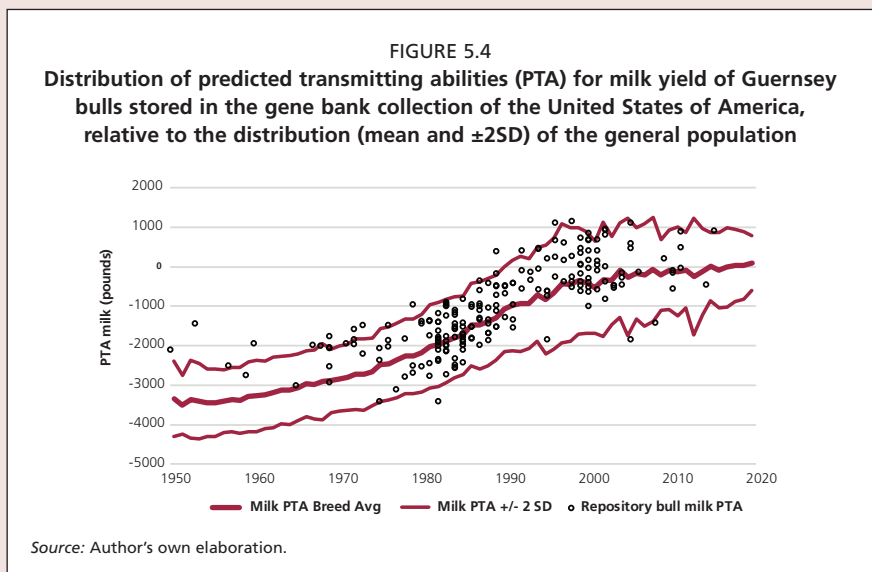 FIGURE 5.4
Distribution of predicted transmitting abilities (PTA) for milk yield of Guernsey
bulls stored in the gene bank collection of the United States of America,
relative to the distribution (mean and ±2SD) of the general population
PTA milk (pounds)
2000
1000
0
-1000
-2000
-3000
-4000
-5000
1950 1960 1970 1980 1990 2000 2010 2020
Milk PTA Breed Avg Milk PTA +/- 2 SD Repository bull milk PTA
Source: Author's own elaboration.